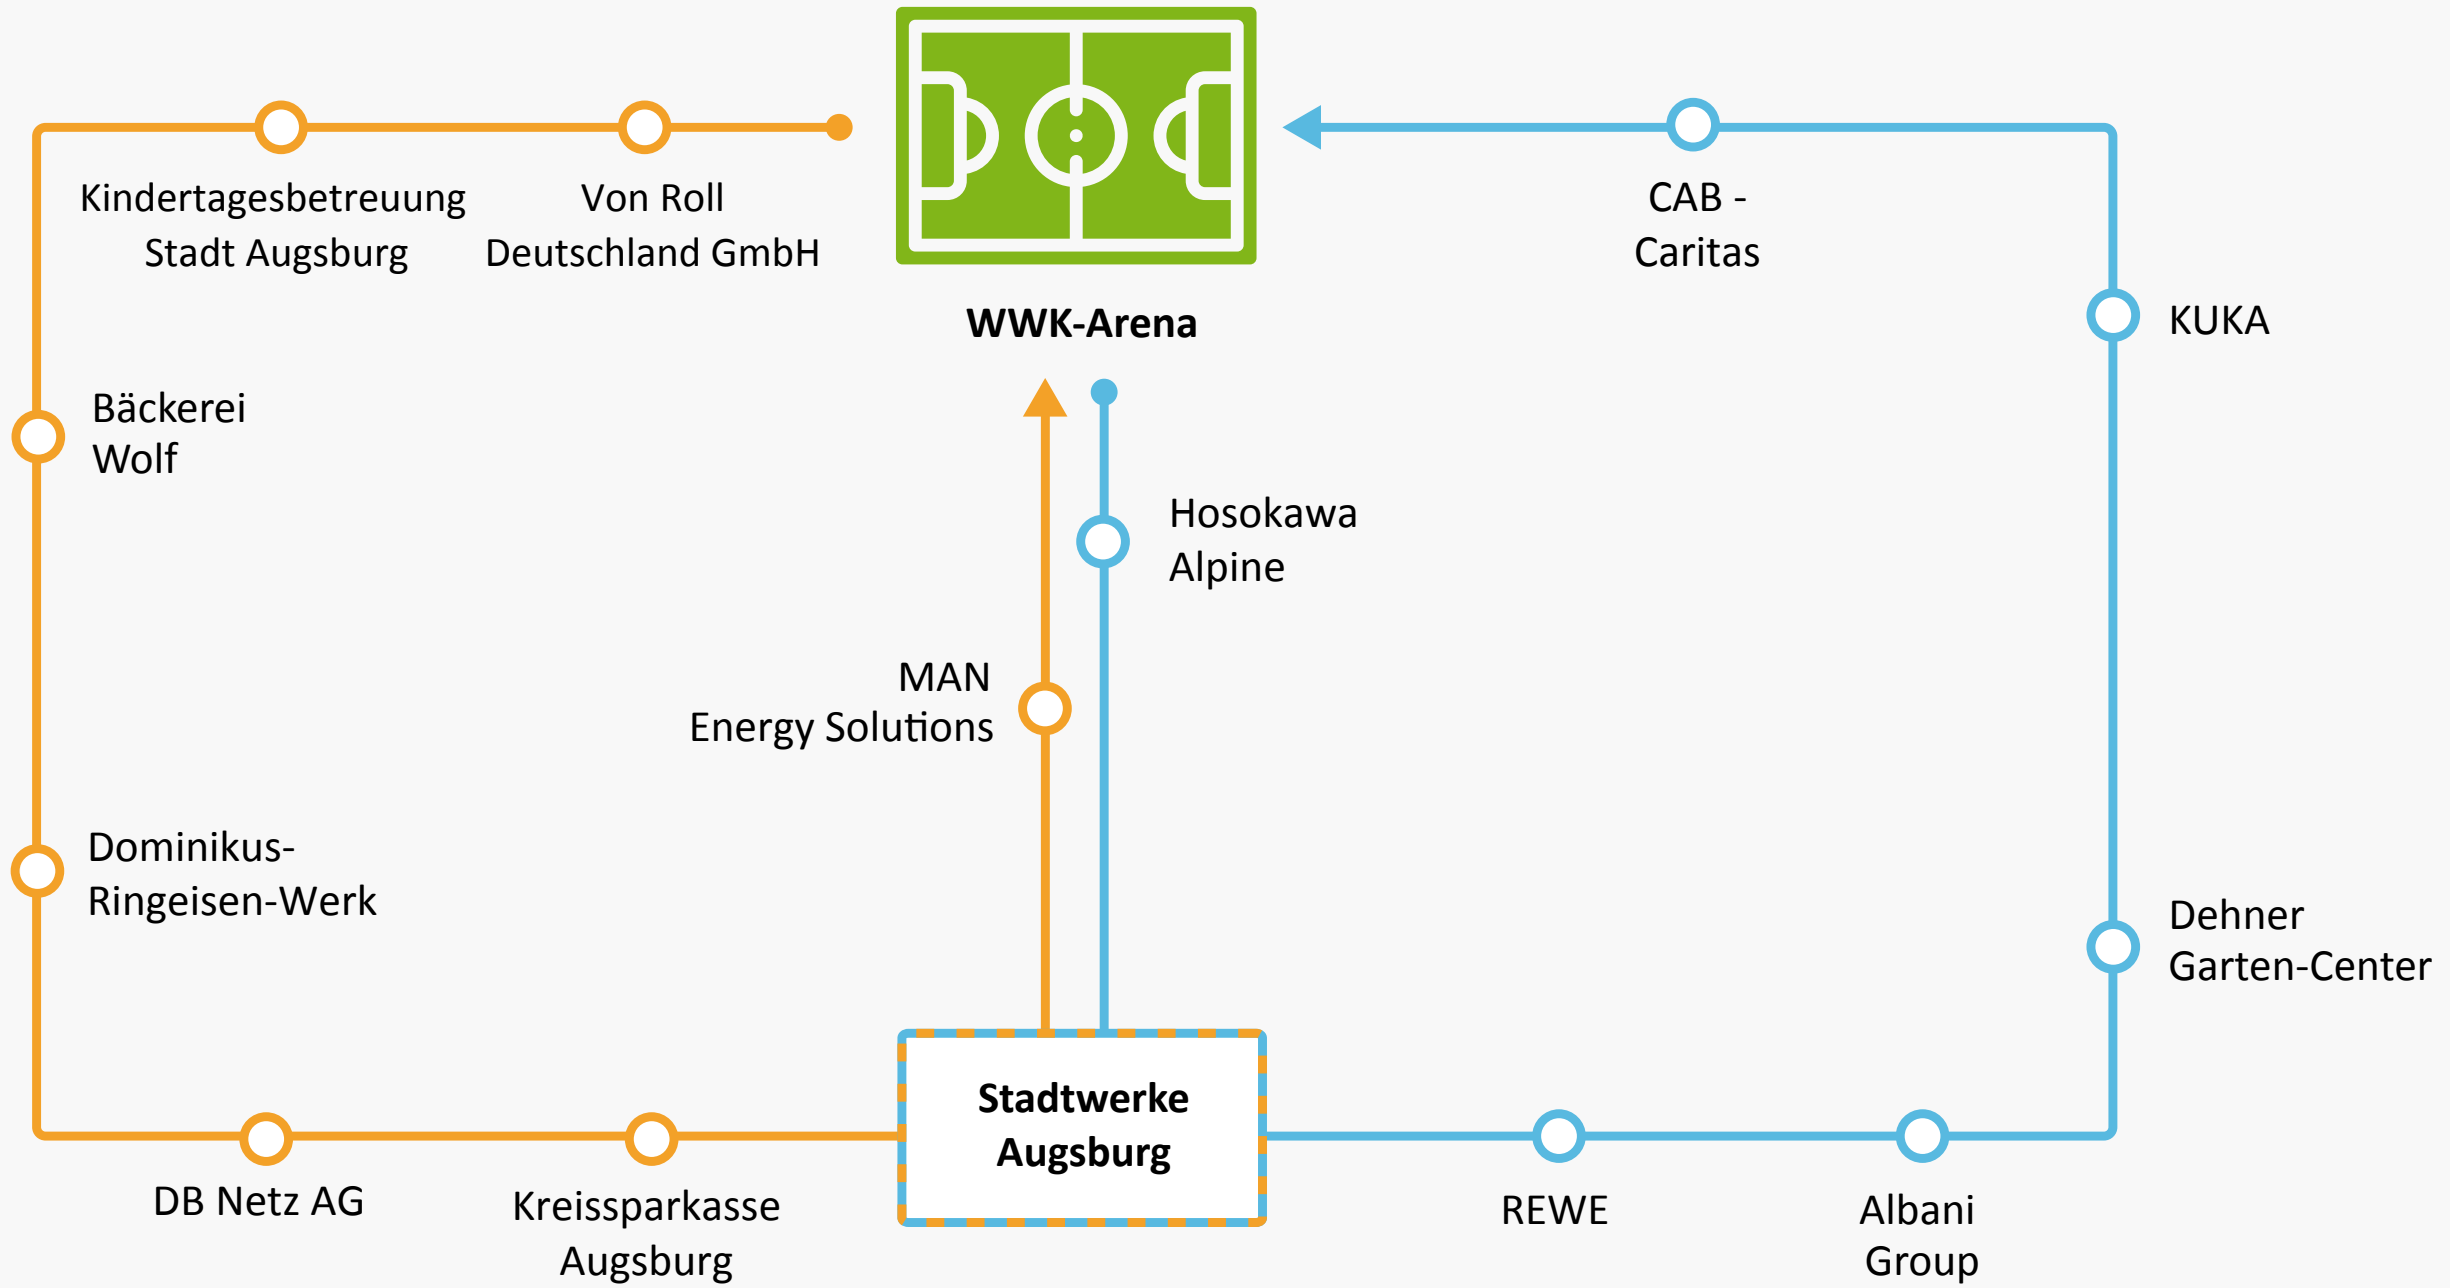 Kindertagesbetreuung
Stadt Augsburg
Von Roll
Deutschland GmbH
WWK-Arena
CAB -
Caritas
KUKA
Bäckerei
Wolf
Hosokawa
Alpine
MAN
Energy Solutions
Dominikus-
Ringeisen-Werk
Dehner
Garten-Center
Stadtwerke
Augsburg
DB Netz AG
Kreissparkasse
Augsburg
REWE
Albani
Group